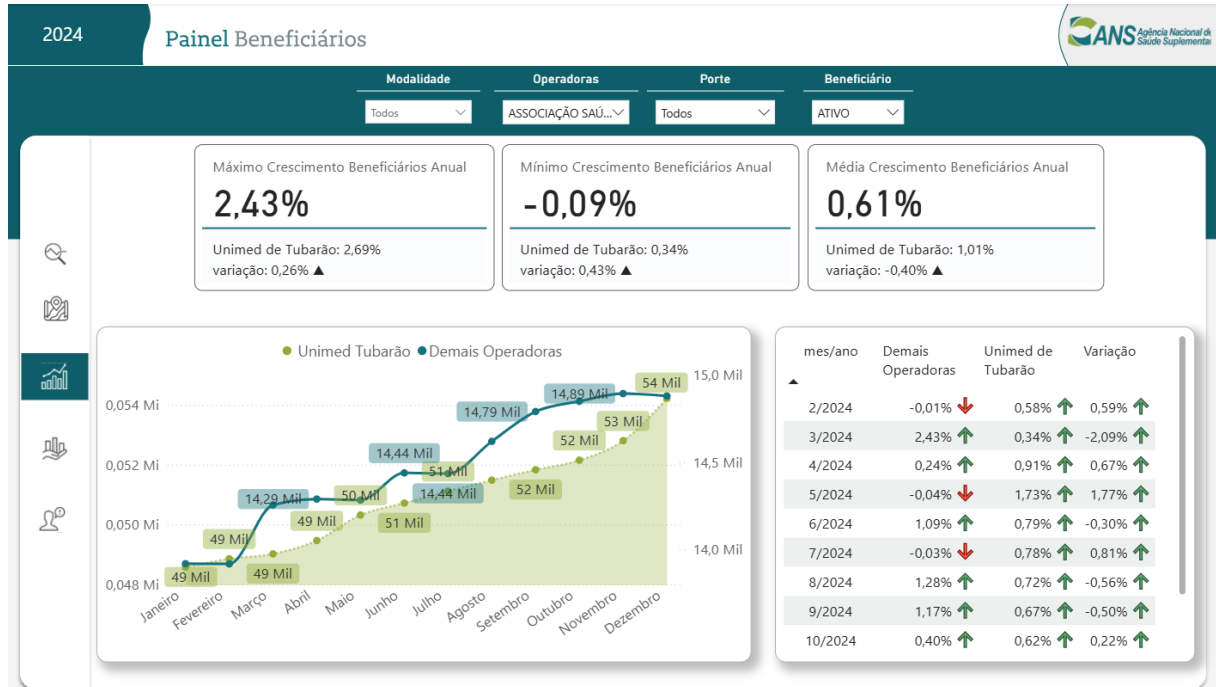 2024
Painel Beneficiários
ANS Agência Nacional de
Saúde Suplementar
Modalidade Operadoras Porte Beneficiário
Todos ASSOCIAÇÃO SAÚ... Todos ATIVO
Máximo Crescimento Beneficiários Anual
2,43%
Unimed de Tubarão: 2,69%
variação: 0,26% ▲
Mínimo Crescimento Beneficiários Anual
-0,09%
Unimed de Tubarão: 0,34%
variação: 0,43% ▲
Média Crescimento Beneficiários Anual
0,61%
Unimed de Tubarão: 1,01%
variação: -0,40% ▲
Unimed Tubarão Demais Operadoras
0,054 Mi
0,052 Mi
0,050 Mi
0,048 Mi
15,0 Mil
14,5 Mil
14,0 Mil
49 Mil
49 Mil
49 Mil
49 Mil
50 Mil
51 Mil
51 Mil
52 Mil
52 Mil
53 Mil
54 Mil
14,29 Mil
14,44 Mil
14,44 Mil
14,79 Mil
14,89 Mil
Janeiro
Fevereiro
Março
Abril
Maio
Junho
Julho
Agosto
Setembro
Outubro
Novembro
Dezembro
mes/ano Demais Operadoras Unimed de Tubarão Variação
2/2024 -0,01% 0,58% 0,59%
3/2024 2,43% 0,34% -2,09%
4/2024 0,24% 0,91% 0,67%
5/2024 -0,04% 1,73% 1,77%
6/2024 1,09% 0,79% -0,30%
7/2024 -0,03% 0,78% 0,81%
8/2024 1,28% 0,72% -0,56%
9/2024 1,17% 0,67% -0,50%
10/2024 0,40% 0,62% 0,22%